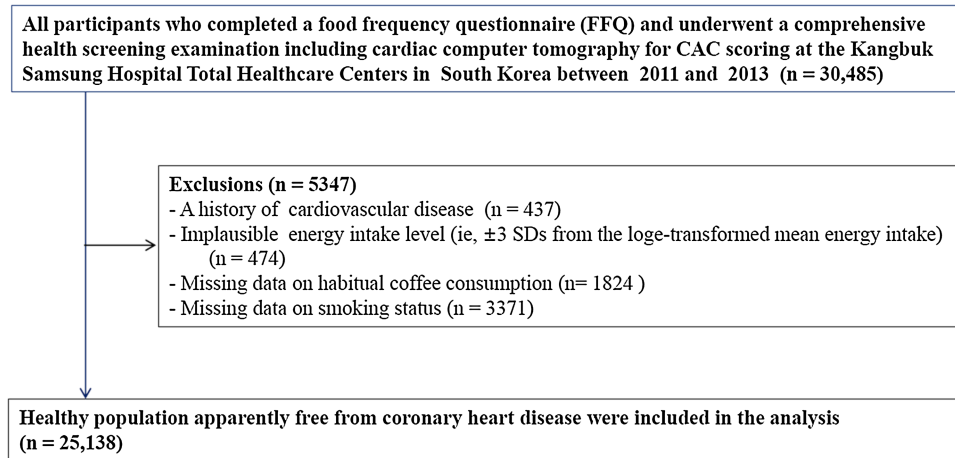 All participants who completed a food frequency questionnaire (FFQ) and underwent a comprehensive
health screening examination including cardiac computer tomography for CAC scoring at the Kangbuk
Samsung Hospital Total Healthcare Centers in South Korea between 2011 and 2013 (n = 30,485)
Exclusions (n = 5347)
- A history of cardiovascular disease (n = 437)
- Implausible energy intake level (ie, ±3 SDs from the loge-transformed mean energy intake)
(n = 474)
- Missing data on habitual coffee consumption (n= 1824 )
- Missing data on smoking status (n = 3371)
Healthy population apparently free from coronary heart disease were included in the analysis
(n = 25,138)